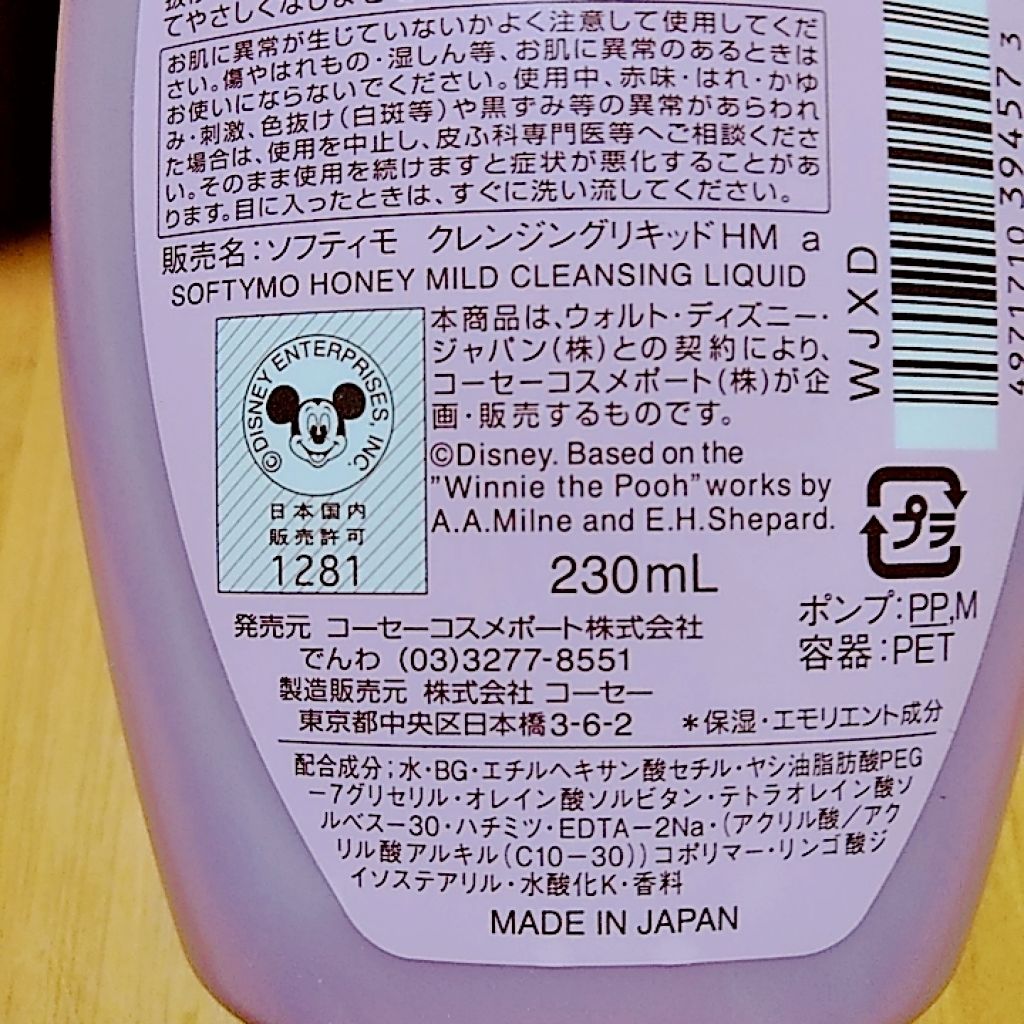 てやさしくなじませ
お肌に異常が生じていないかよく注意して使用してくだ
さい。傷やはれもの・湿しん等、お肌に異常のあるときは
お使いにならないでください。使用中、赤味・はれ・かゆ
み・刺激、色抜け(白斑等)や黒ずみ等の異常があらわれ
た場合は、使用を中止し、皮ふ科専門医等へご相談くださ
い。そのまま使用を続けますと症状が悪化することがあ
ります。目に入ったときは、すぐに洗い流してください。
販売名:ソフティモ クレンジングリキッドHM a
SOFTYMO HONEY MILD CLEANSING LIQUID
本商品は、ウォルト・ディズニー・
ジャパン(株)との契約により、
コーセーコスメポート(株)が企
画・販売するものです。
©Disney. Based on the
"Winnie the Pooh" works by
A.A.Milne and E.H.Shepard.
©DISNEY ENTERPRISES, INC.
日本国内
販売許可
1281
230mL
WJXD
4971710 394573
プラ
ポンプ:PP,M
容器:PET
発売元 コーセーコスメポート株式会社
でんわ (03)3277-8551
製造販売元 株式会社 コーセー
東京都中央区日本橋3-6-2 *保湿・エモリエント成分
配合成分;水・BG・エチルヘキサン酸セチル・ヤシ油脂肪酸PEG
-7グリセリル・オレイン酸ソルビタン・テトラオレイン酸ソ
ルベス-30・ハチミツ・EDTA-2Na・(アクリル酸/アク
リル酸アルキル(C10-30))コポリマー・リンゴ酸ジ
イソステアリル・水酸化K・香料
MADE IN JAPAN